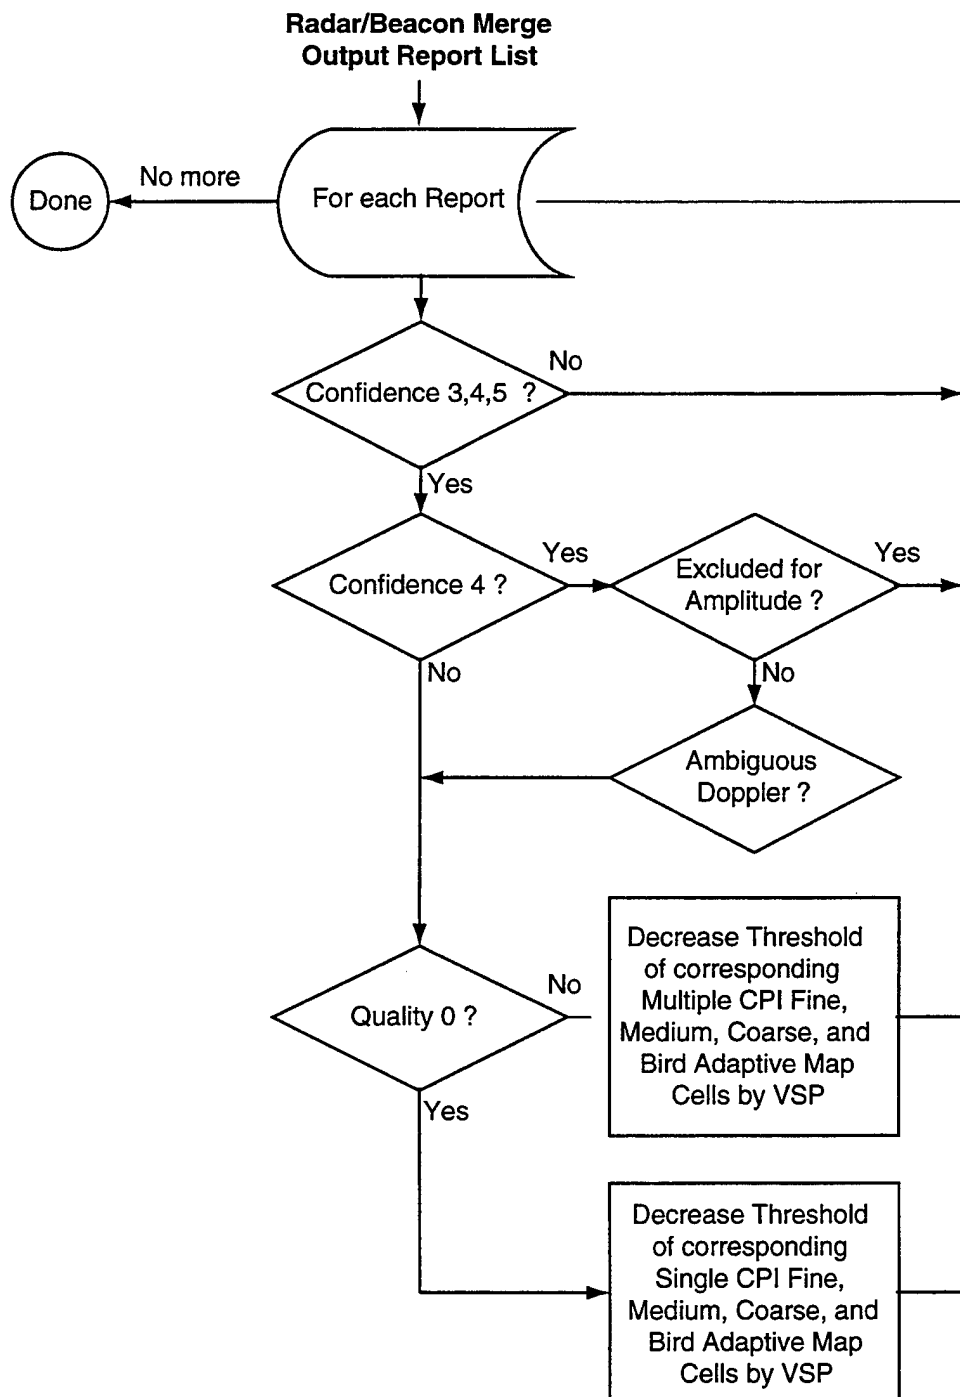 Radar/Beacon Merge
Output Report List
Done
No more
For each Report
Confidence 3,4,5 ?
No
Yes
Confidence 4 ?
Yes
Excluded for
Amplitude ?
Yes
No
No
Ambiguous
Doppler ?
Quality 0 ?
No
Yes
Decrease Threshold
of corresponding
Multiple CPI Fine,
Medium, Coarse, and
Bird Adaptive Map
Cells by VSP
Decrease Threshold
of corresponding
Single CPI Fine,
Medium, Coarse, and
Bird Adaptive Map
Cells by VSP